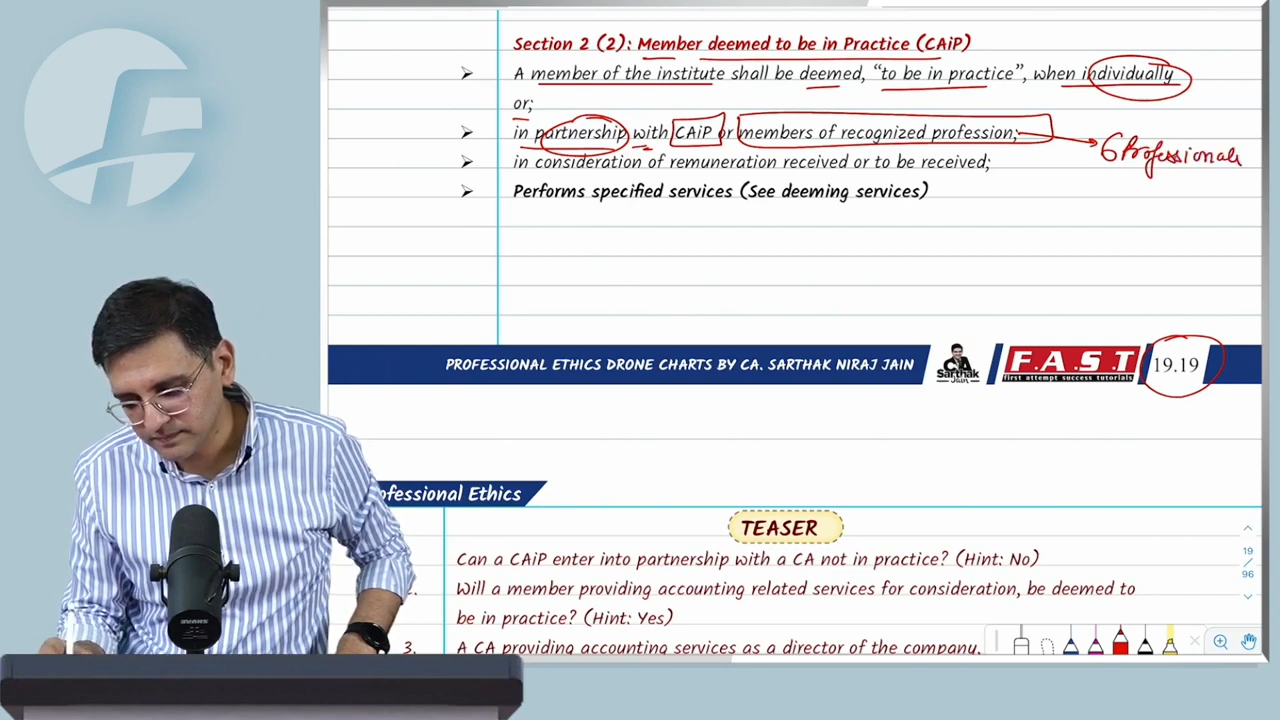 Section 2 (2): Member deemed to be in Practice (CAiP)
➤ A member of the institute shall be deemed, “to be in practice”, when individually
or;
➤ in partnership with CAiP or members of recognized profession;
6 Professionals
➤ in consideration of remuneration received or to be received;
➤ Performs specified services (See deeming services)
PROFESSIONAL ETHICS DRONE CHARTS BY CA. SARTHAK NIRAJ JAIN
CA Sarthak Jain
F.A.S.T
first attempt success tutorials
19.19
ofessional Ethics
TEASER
Can a CAiP enter into partnership with a CA not in practice? (Hint: No)
Will a member providing accounting related services for consideration, be deemed to
be in practice? (Hint: Yes)
3. A CA providing accounting services as a director of the company,
19
/
96